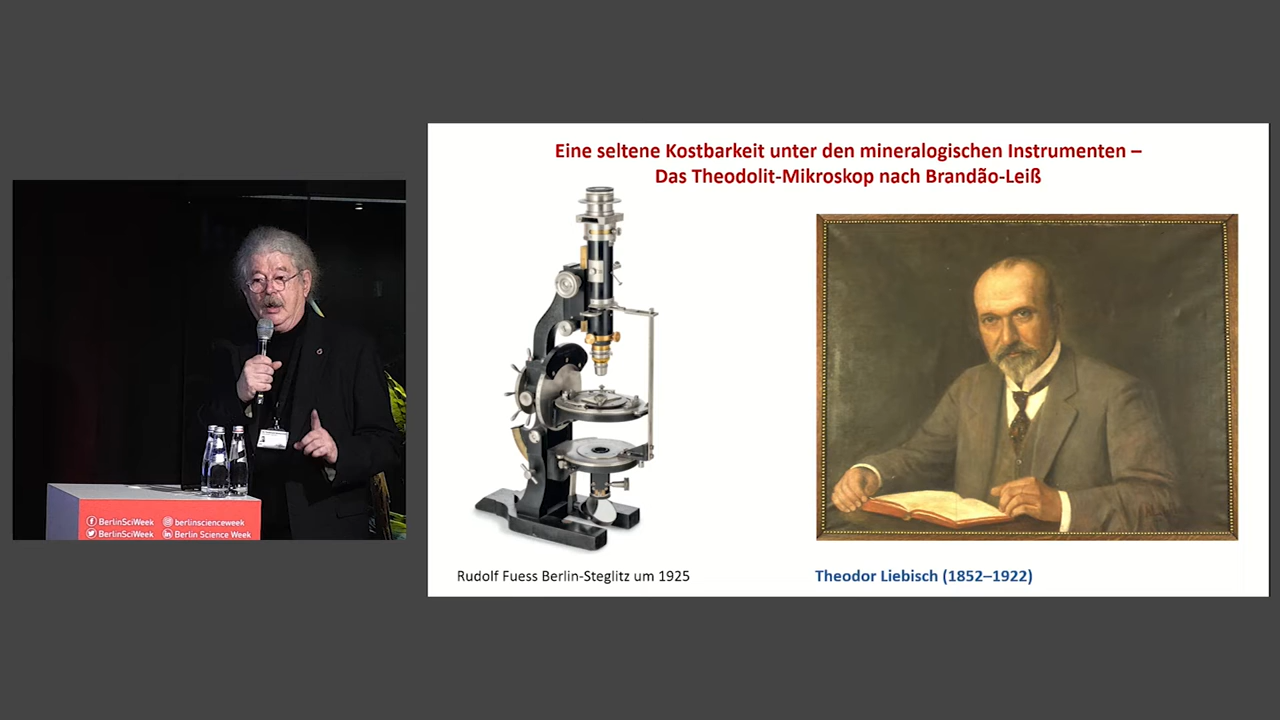 Eine seltene Kostbarkeit unter den mineralogischen Instrumenten –
Das Theodolit-Mikroskop nach Brandão-Leiß
Rudolf Fuess Berlin-Steglitz um 1925
Theodor Liebisch (1852–1922)
BerlinSciWeek
berlinscienceweek
BerlinSciWeek
Berlin Science Week